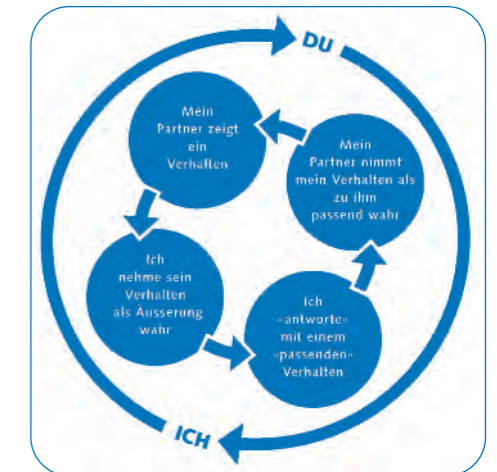 DU
Mein
Partner zeigt
ein
Verhalten
Mein
Partner nimmt
mein Verhalten als
zu ihm
passend wahr
Ich
nehme sein
Verhalten
als Äusserung
wahr
Ich
«antworte»
mit einem
«passenden»
Verhalten
ICH